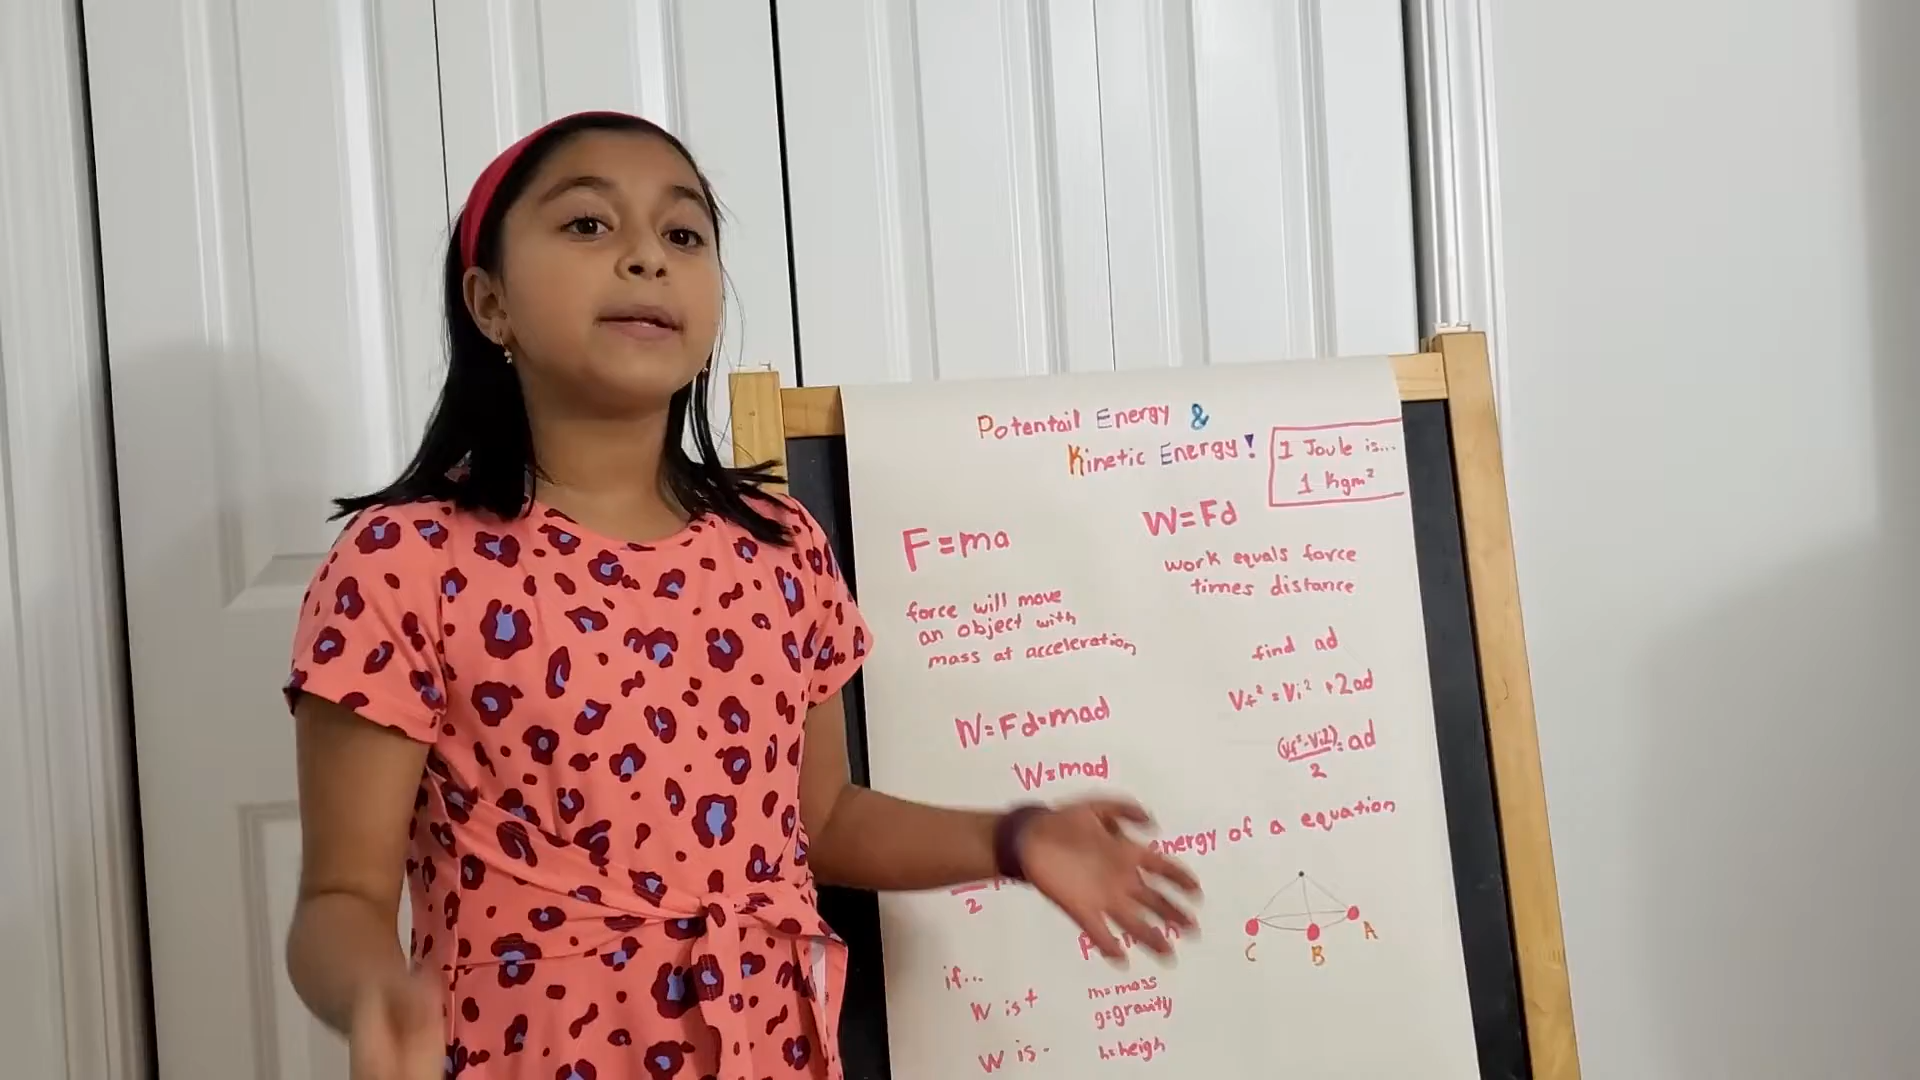 Potentail Energy &
Kinetic Energy!
1 Joule is...
1 kgm²
F=ma
force will move
an object with
mass at acceleration
W=Fd
work equals force
times distance
find ad
Vf²=Vi²+2ad
(Vf²-Vi2)=ad
2
W=Fd=mad
W=mad
energy of a equation
2
C
B
A
if...
W is +
W is -
m=mass
g=gravity
h=heigh